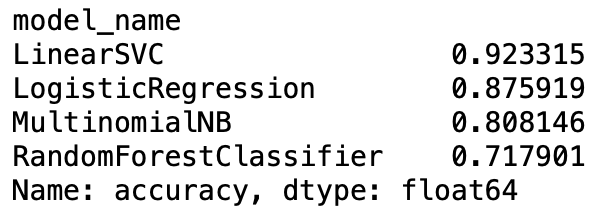 model_name
LinearSVC 0.923315
LogisticRegression 0.875919
MultinomialNB 0.808146
RandomForestClassifier 0.717901
Name: accuracy, dtype: float64